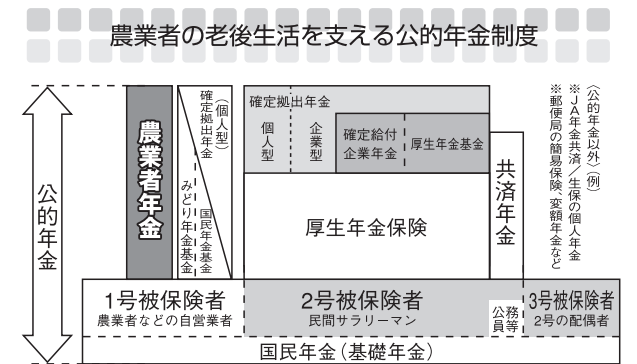 農業者の老後生活を支える公的年金制度
公的年金
農業者年金
確定拠出年金
(個人型)
みどり年金基金
国民年金基金
確定拠出年金
個人型
企業型
確定給付
企業年金
厚生年金基金
厚生年金保険
共済年金
〈公的年金以外〉(例)
※JA年金共済/生保の個人年金
※郵便局の簡易保険、変額年金など
1号被保険者
農業者などの自営業者
2号被保険者
民間サラリーマン
公務
員等
3号被保険者
2号の配偶者
国民年金(基礎年金)